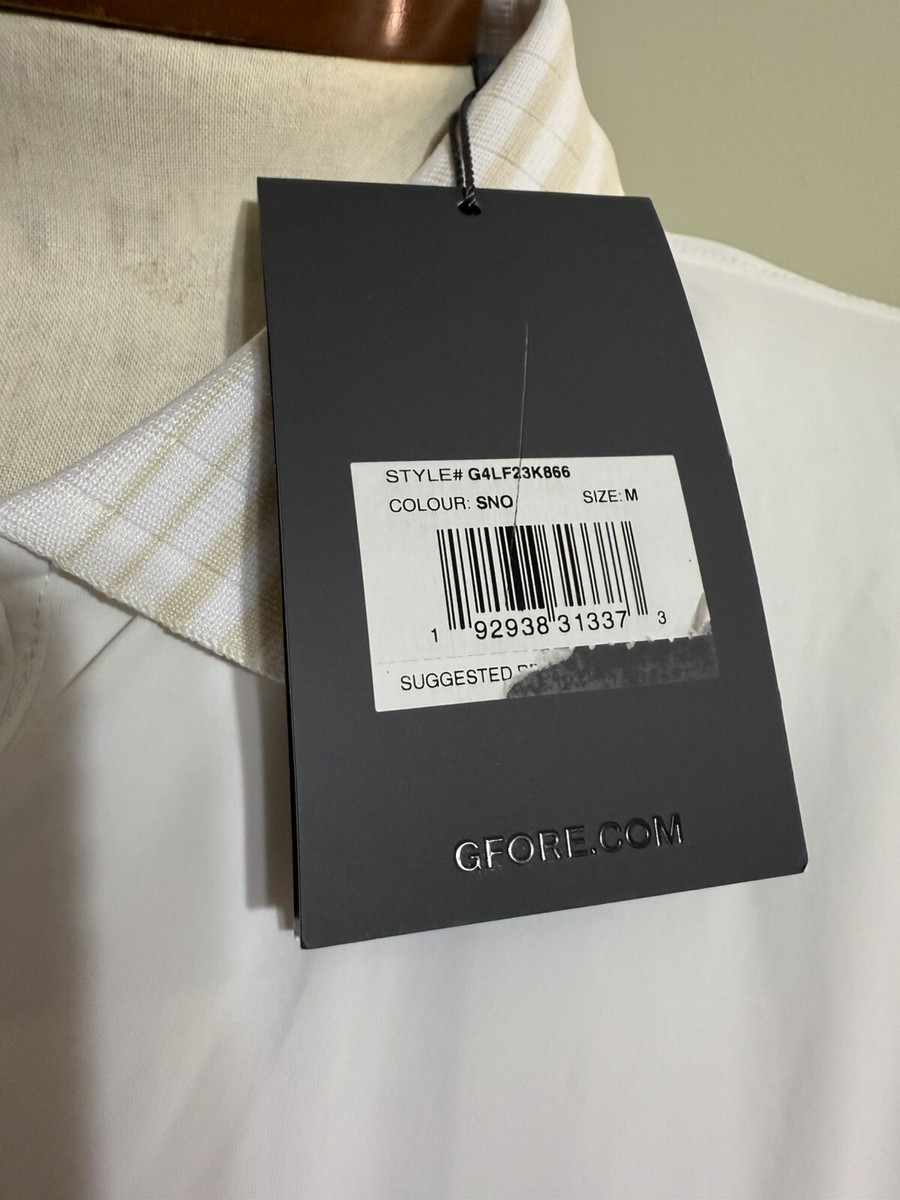 STYLE# G4LF23K866
COLOUR: SNO SIZE: M
1 92938 31337 3
SUGGESTED
GFORE.COM